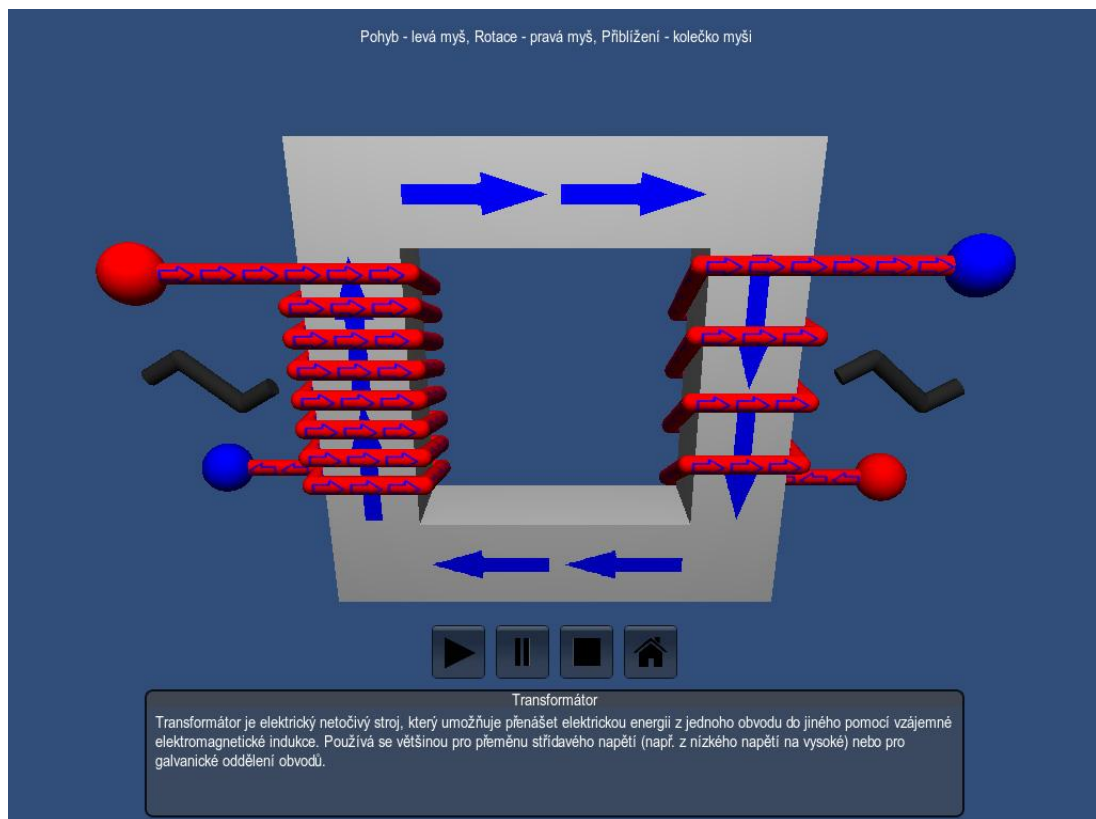 Pohyb - levá myš, Rotace - pravá myš, Přiblížení - kolečko myši
Transformátor
Transformátor je elektrický netočivý stroj, který umožňuje přenášet elektrickou energii z jednoho obvodu do jiného pomocí vzájemné
elektromagnetické indukce. Používá se většinou pro přeměnu střídavého napětí (např. z nízkého napětí na vysoké) nebo pro
galvanické oddělení obvodů.